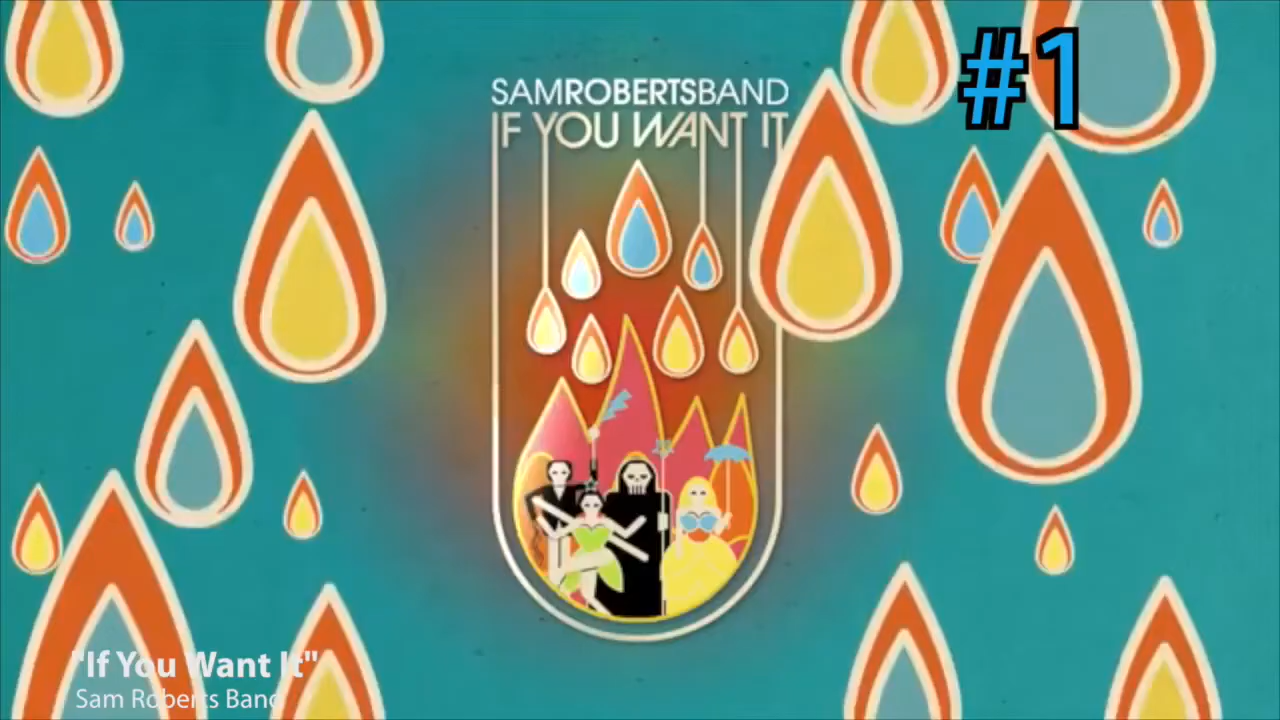 #1
SAMROBERTSBAND
IF YOU WANT IT
"If You Want It"
Sam Roberts Band